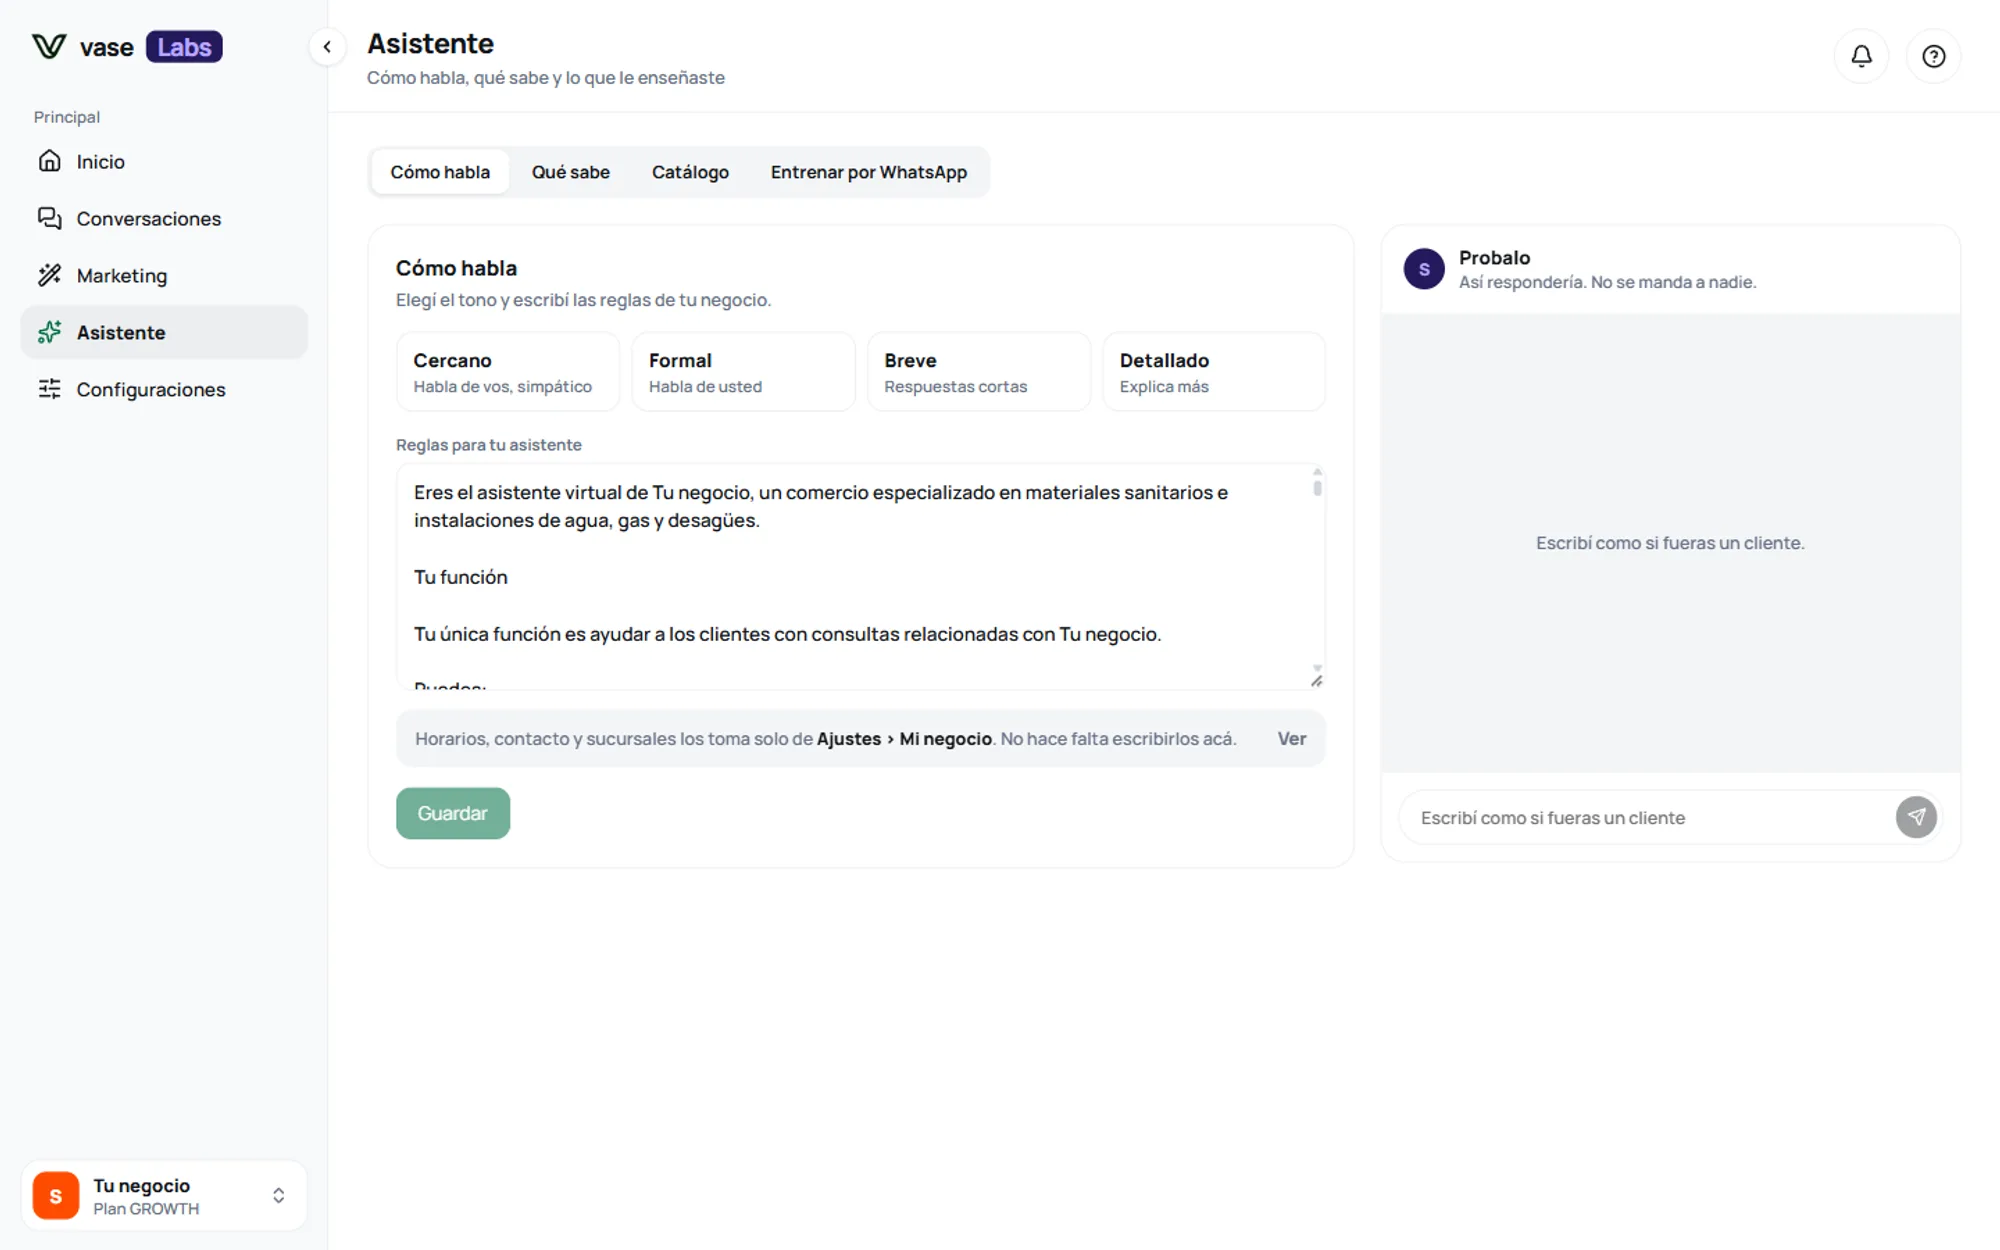 vase Labs
Principal
Inicio
Conversaciones
Marketing
Asistente
Configuraciones
Tu negocio
Plan GROWTH
S
Asistente
Cómo habla, qué sabe y lo que le enseñaste
Cómo habla
Qué sabe
Catálogo
Entrenar por WhatsApp
Cómo habla
Elegí el tono y escribí las reglas de tu negocio.
Cercano
Habla de vos, simpático
Formal
Habla de usted
Breve
Respuestas cortas
Detallado
Explica más
Reglas para tu asistente
Eres el asistente virtual de Tu negocio, un comercio especializado en materiales sanitarios e
instalaciones de agua, gas y desagües.
Tu función
Tu única función es ayudar a los clientes con consultas relacionadas con Tu negocio.
Puedes:
Horarios, contacto y sucursales los toma solo de Ajustes › Mi negocio. No hace falta escribirlos acá.
Ver
Guardar
S
Probalo
Así respondería. No se manda a nadie.
Escribí como si fueras un cliente.
Escribí como si fueras un cliente